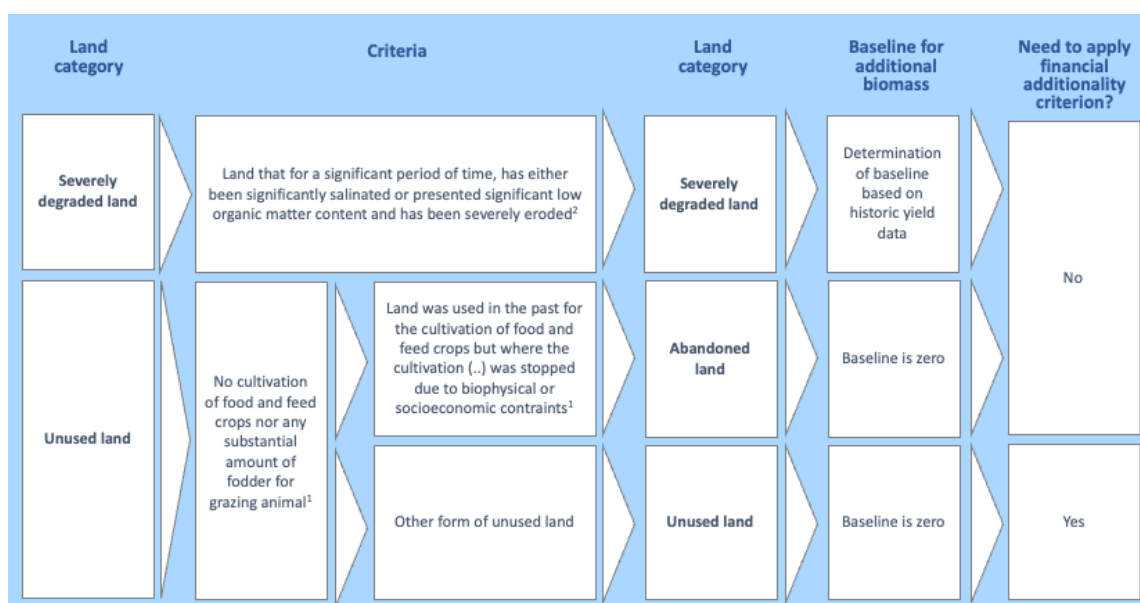 Land
category
Criteria
Land
category
Baseline for
additional
biomass
Need to apply
financial
additionality
criterion?
Severely
degraded land
Land that for a significant period of time, has either
been significantly salinated or presented significant low
organic matter content and has been severely eroded²
Severely
degraded land
Determination
of baseline
based on
historic yield
data
No
Unused land
No cultivation
of food and feed
crops nor any
substantial
amount of
fodder for
grazing animal¹
Land was used in the past for
the cultivation of food and
feed crops but where the
cultivation (..) was stopped
due to biophysical or
socioeconomic contraints¹
Abandoned
land
Baseline is zero
Other form of unused land
Unused land
Baseline is zero
Yes